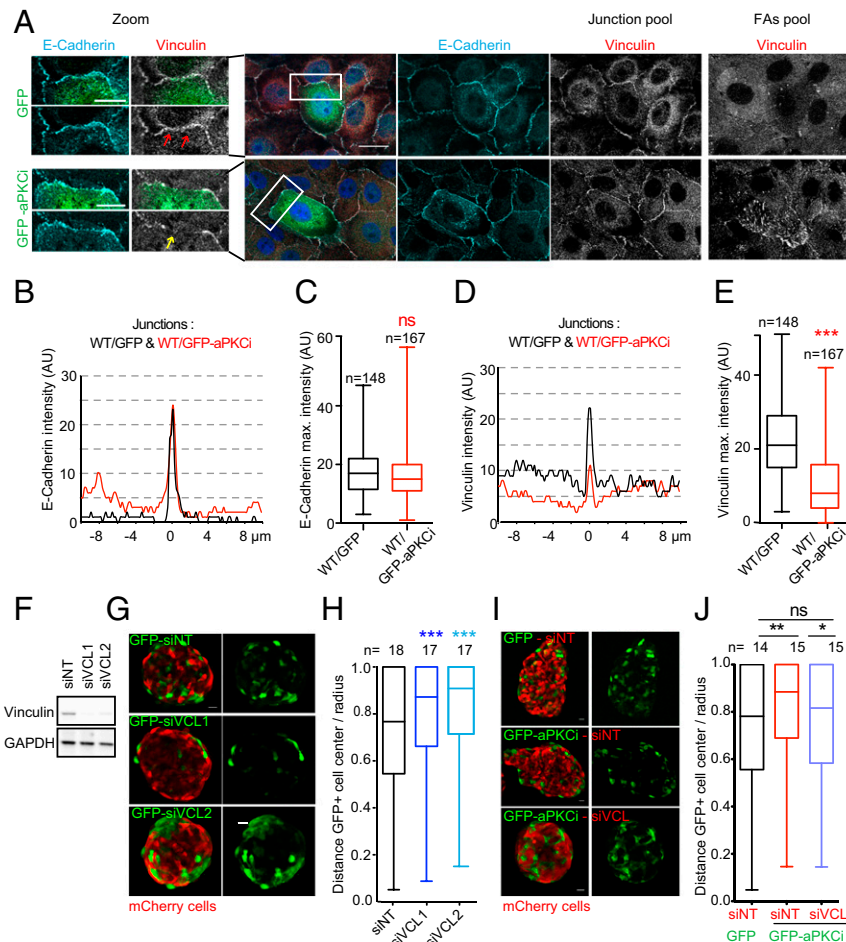 A
Zoom
Junction pool
FAs pool
E-Cadherin
Vinculin
E-Cadherin
Vinculin
Vinculin
GFP
GFP-aPKCi
B
Junctions :
WT/GFP & WT/GFP-aPKCi
E-Cadherin intensity (AU)
30
20
10
0
-8
-4
0
4
8 µm
C
E-Cadherin max. intensity (AU)
60
40
20
0
ns
n=148
n=167
WT/GFP
WT/
GFP-aPKCi
D
Junctions :
WT/GFP & WT/GFP-aPKCi
Vinculin intensity (AU)
30
20
10
0
-8
-4
0
4
8 µm
E
Vinculin max. intensity (AU)
40
20
0
n=148
***
n=167
WT/GFP
WT/
GFP-aPKCi
F
siNT
siVCL1
siVCL2
Vinculin
GAPDH
G
GFP-siNT
GFP-siVCL1
GFP-siVCL2
mCherry cells
H
Distance GFP+ cell center / radius
*** ***
n= 18 17 17
1.0
0.8
0.6
0.4
0.2
0.0
siNT
siVCL1
siVCL2
I
GFP - siNT
GFP-aPKCi - siNT
GFP-aPKCi - siVCL
mCherry cells
J
Distance GFP+ cell center / radius
ns
** *
n= 14 15 15
1.0
0.8
0.6
0.4
0.2
0.0
siNT siNT siVCL
GFP GFP-aPKCi